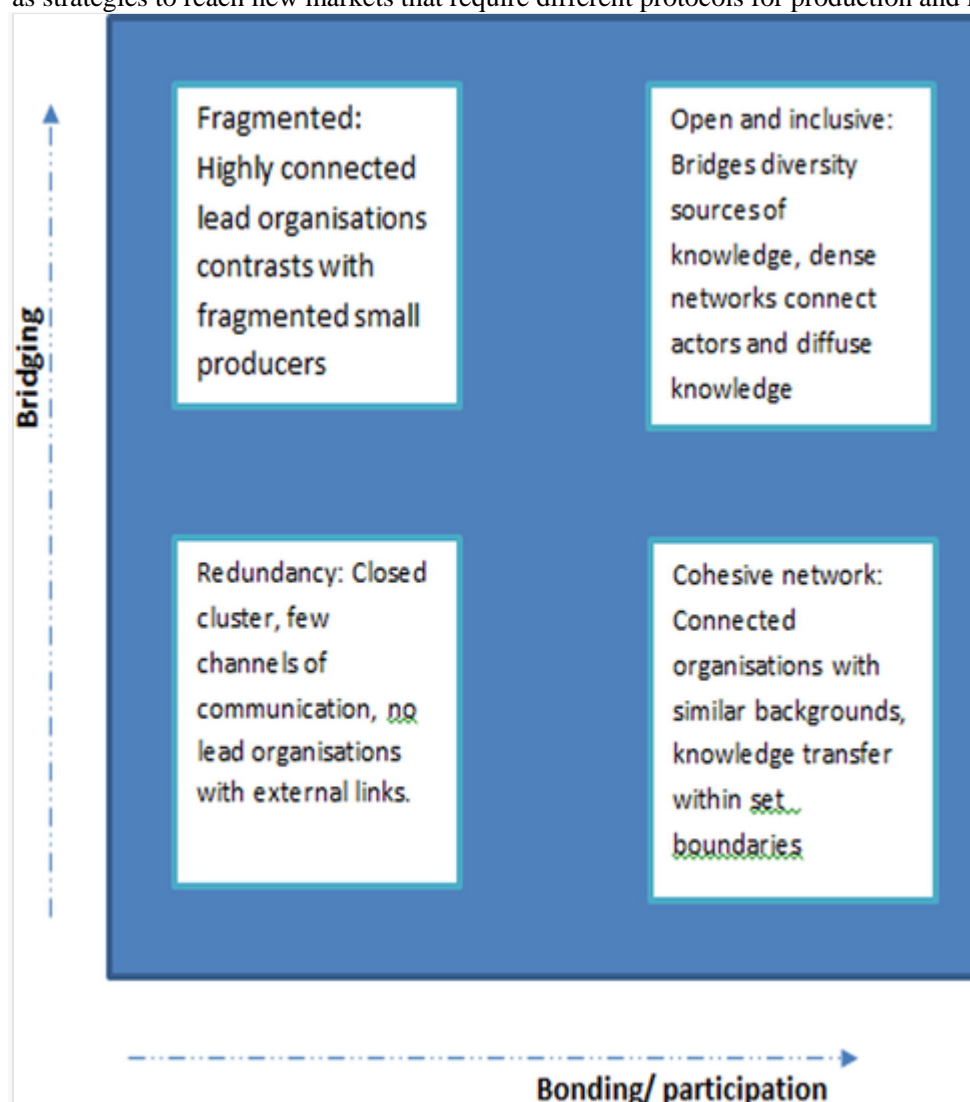 as strategies to reach new markets that require different protocols for production and
Fragmented:
Highly connected
lead organisations
contrasts with
fragmented small
producers
Open and inclusive:
Bridges diversity
sources of
knowledge, dense
networks connect
actors and diffuse
knowledge
Bridging
Redundancy: Closed
cluster, few
channels of
communication, no
lead organisations
with external links.
Cohesive network:
Connected
organisations with
similar backgrounds,
knowledge transfer
within set
boundaries
Bonding/ participation